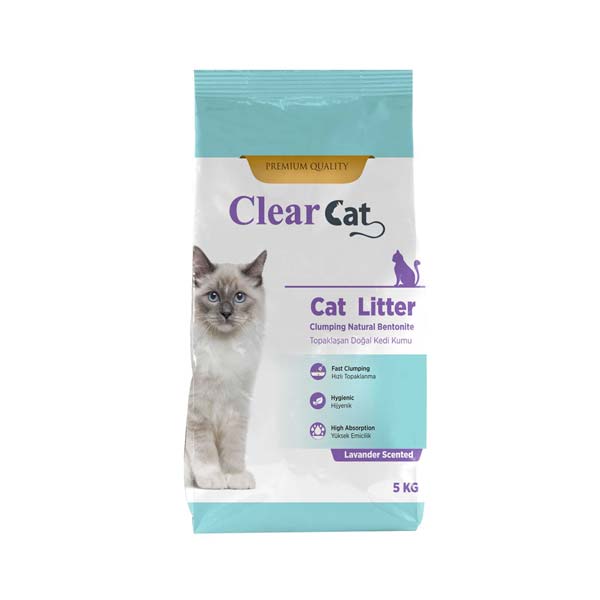 PREMIUM QUALITY
Clear Cat
Cat Litter
Clumping Natural Bentonite
Topaklaşan Doğal Kedi Kumu
Fast Clumping
Hızlı Topaklanma
Hygienic
Hijyenik
High Absorption
Yüksek Emicilik
Lavander Scented
5 KG